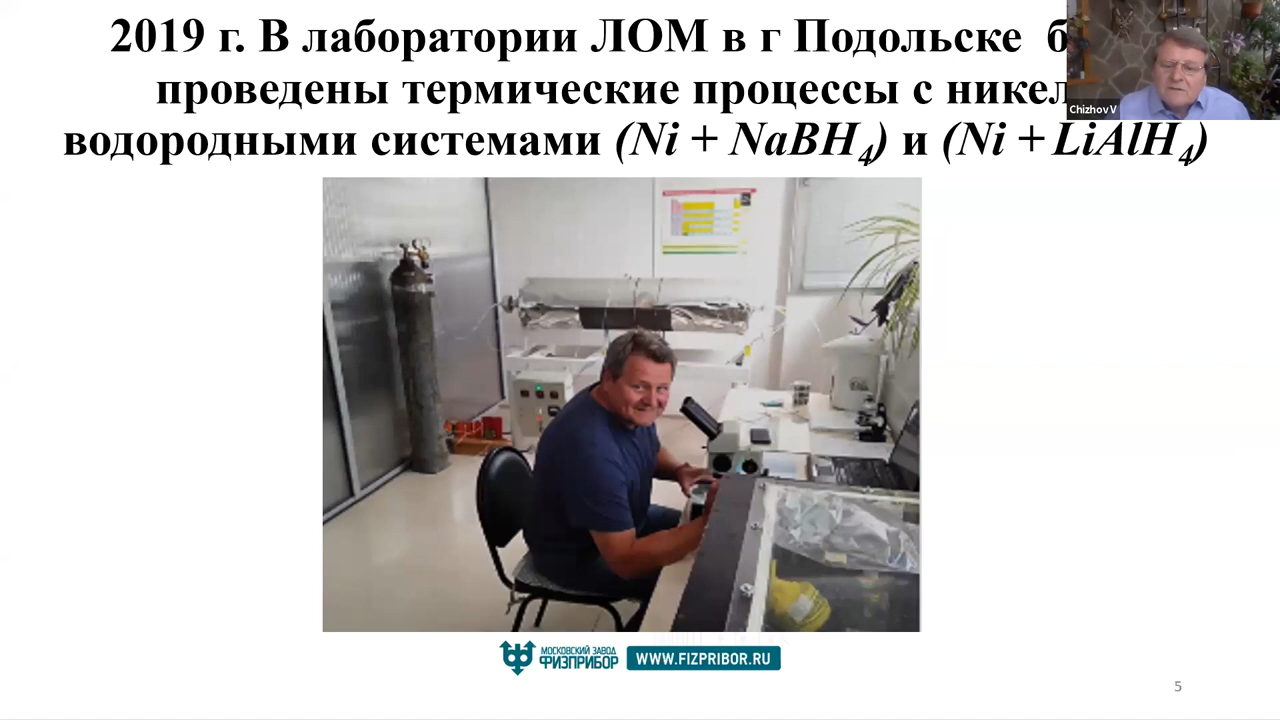 2019 г. В лаборатории ЛОМ в г Подольске
проведены термические процессы с
водородными системами (Ni + NaBH4) и (Ni + LiAlH4)
Chizhov V
МОСКОВСКИЙ ЗАВОД
ФИЗПРИБОР
WWW.FIZPRIBOR.RU
5